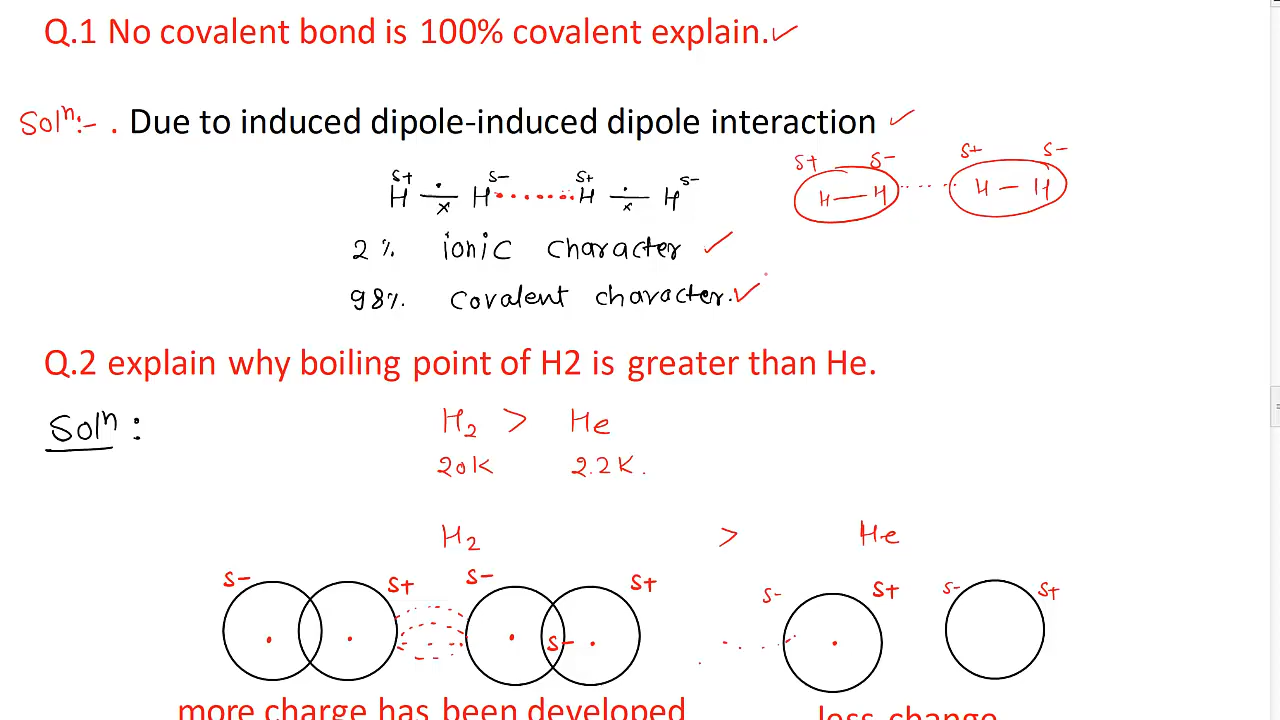 Q.1 No covalent bond is 100% covalent explain.✓
Solⁿ:- . Due to induced dipole-induced dipole interaction ✓
δ+ δ- δ+ δ-
H — H ....... H — H
δ+ δ- δ+ δ-
H — H ..... H — H
2 %. ionic character ✓
98%. covalent character. ✓
Q.2 explain why boiling point of H2 is greater than He.
Solⁿ :
H₂ > He
20K 2.2K.
H₂ > He
δ- δ+ δ- δ+ δ- δ+ δ- δ+
δ-
more charge has been developed less change